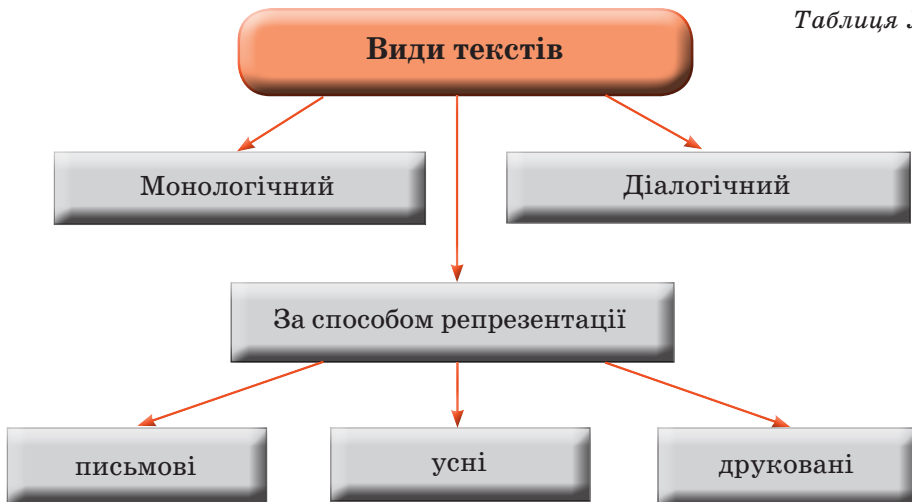 Таблиця
Види текстів
Монологічний
Діалогічний
За способом репрезентації
письмові
усні
друковані